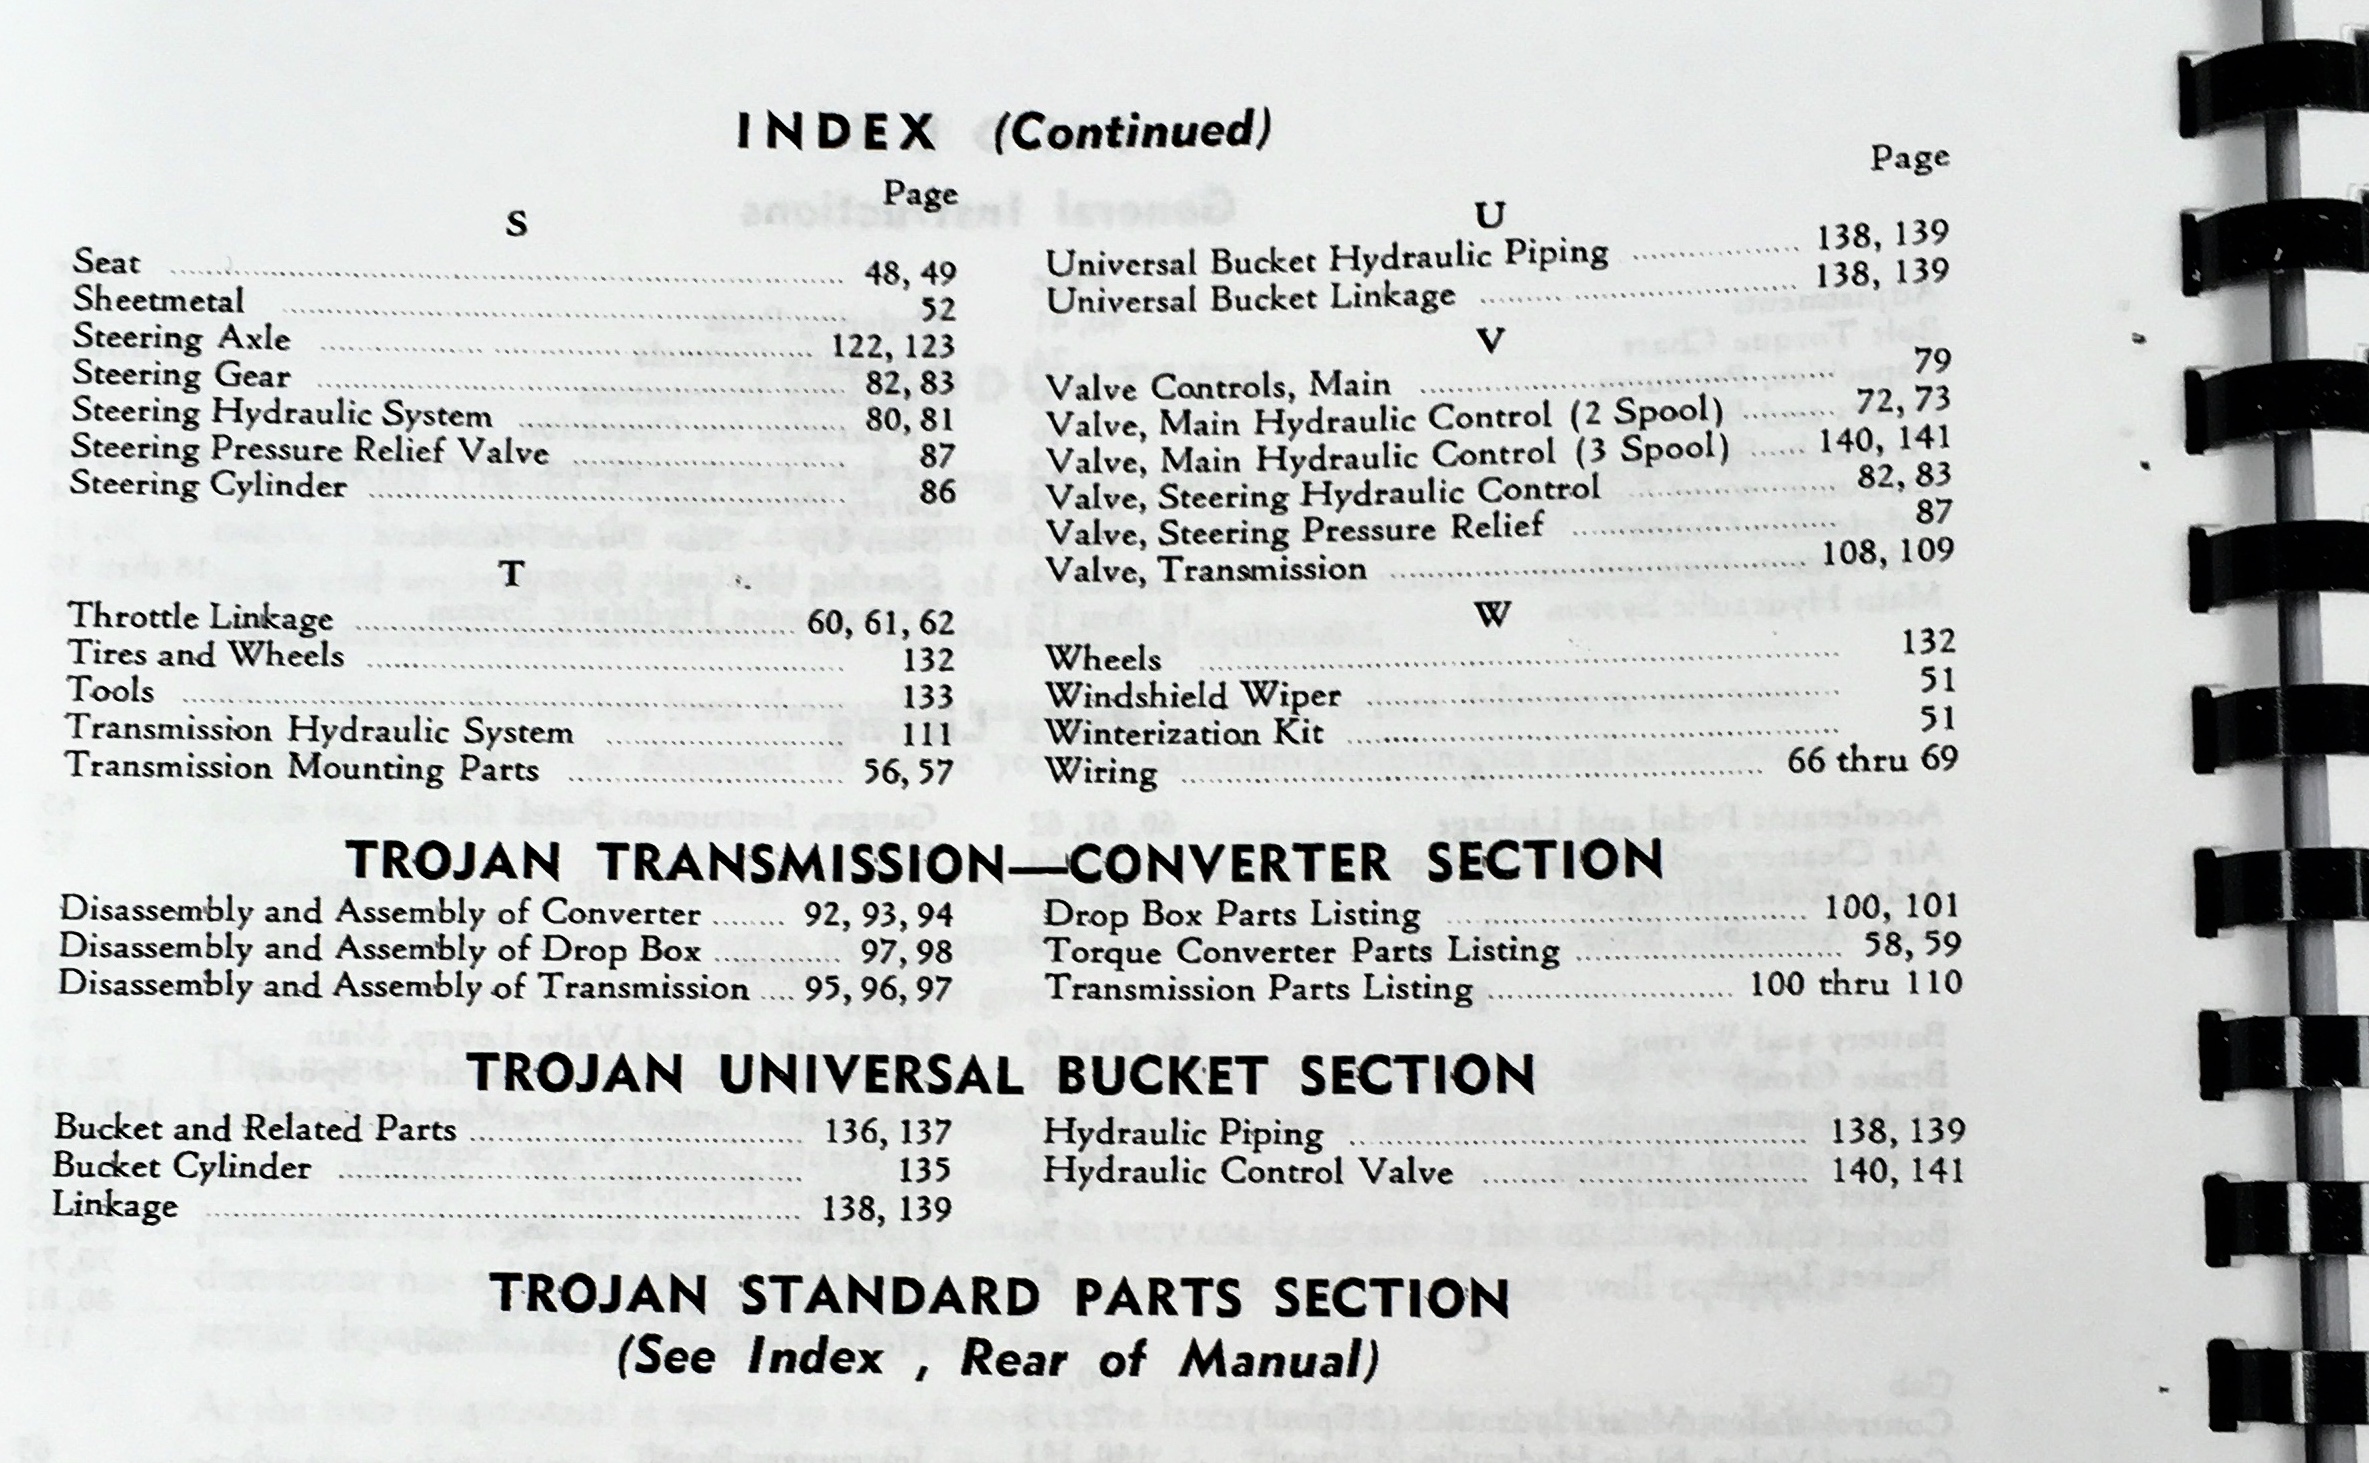 INDEX (Continued)
Page
S
Seat 48, 49
Sheetmetal 52
Steering Axle 122, 123
Steering Gear 82, 83
Steering Hydraulic System 80, 81
Steering Pressure Relief Valve 87
Steering Cylinder 86
T
Throttle Linkage 60, 61, 62
Tires and Wheels 132
Tools 133
Transmission Hydraulic System 111
Transmission Mounting Parts 56, 57
Page
U
Universal Bucket Hydraulic Piping 138, 139
Universal Bucket Linkage 138, 139
V
Valve Controls, Main 79
Valve, Main Hydraulic Control (2 Spool) 72, 73
Valve, Main Hydraulic Control (3 Spool) 140, 141
Valve, Steering Hydraulic Control 82, 83
Valve, Steering Pressure Relief 87
Valve, Transmission 108, 109
W
Wheels 132
Windshield Wiper 51
Winterization Kit 51
Wiring 66 thru 69
TROJAN TRANSMISSION—CONVERTER SECTION
Disassembly and Assembly of Converter 92, 93, 94
Disassembly and Assembly of Drop Box 97, 98
Disassembly and Assembly of Transmission 95, 96, 97
Drop Box Parts Listing 100, 101
Torque Converter Parts Listing 58, 59
Transmission Parts Listing 100 thru 110
TROJAN UNIVERSAL BUCKET SECTION
Bucket and Related Parts 136, 137
Bucket Cylinder 135
Linkage 138, 139
Hydraulic Piping 138, 139
Hydraulic Control Valve 140, 141
TROJAN STANDARD PARTS SECTION
(See Index , Rear of Manual)